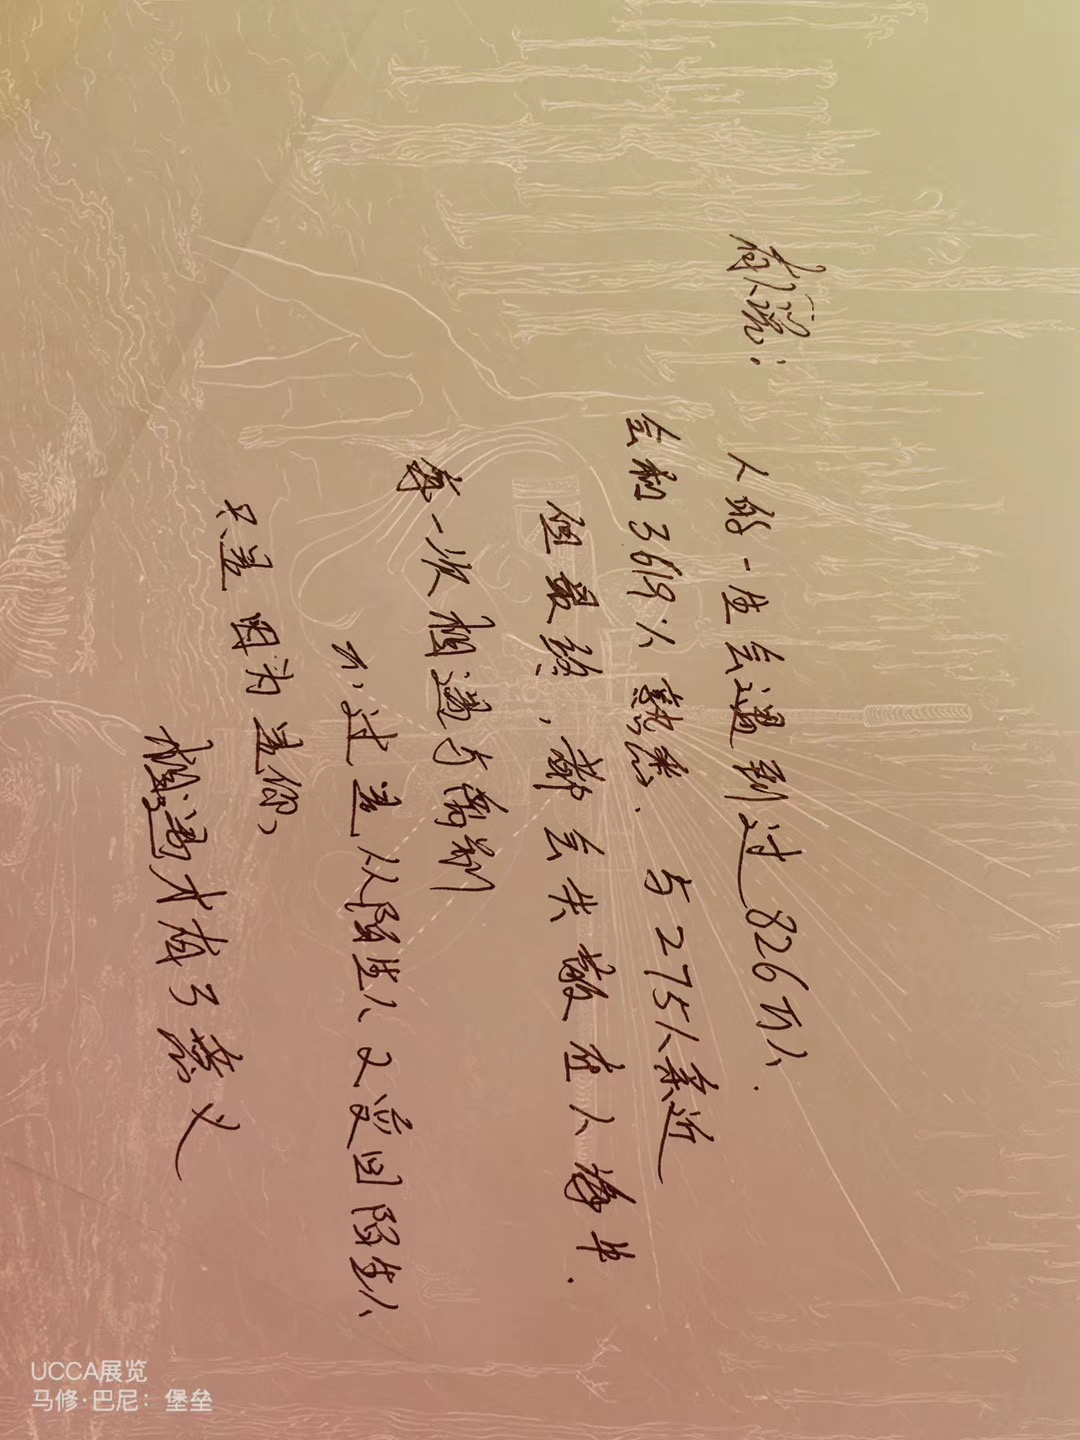 有人说：
人的一生会遇到过826万人.
会和3619人熟悉、与275人亲近
但最终，都会失散在人海中.
每一次相遇与离别
不过是从陌生人又变回陌生人
只是因为是你，
相遇才有了意义
UCCA展览
马修·巴尼：堡垒